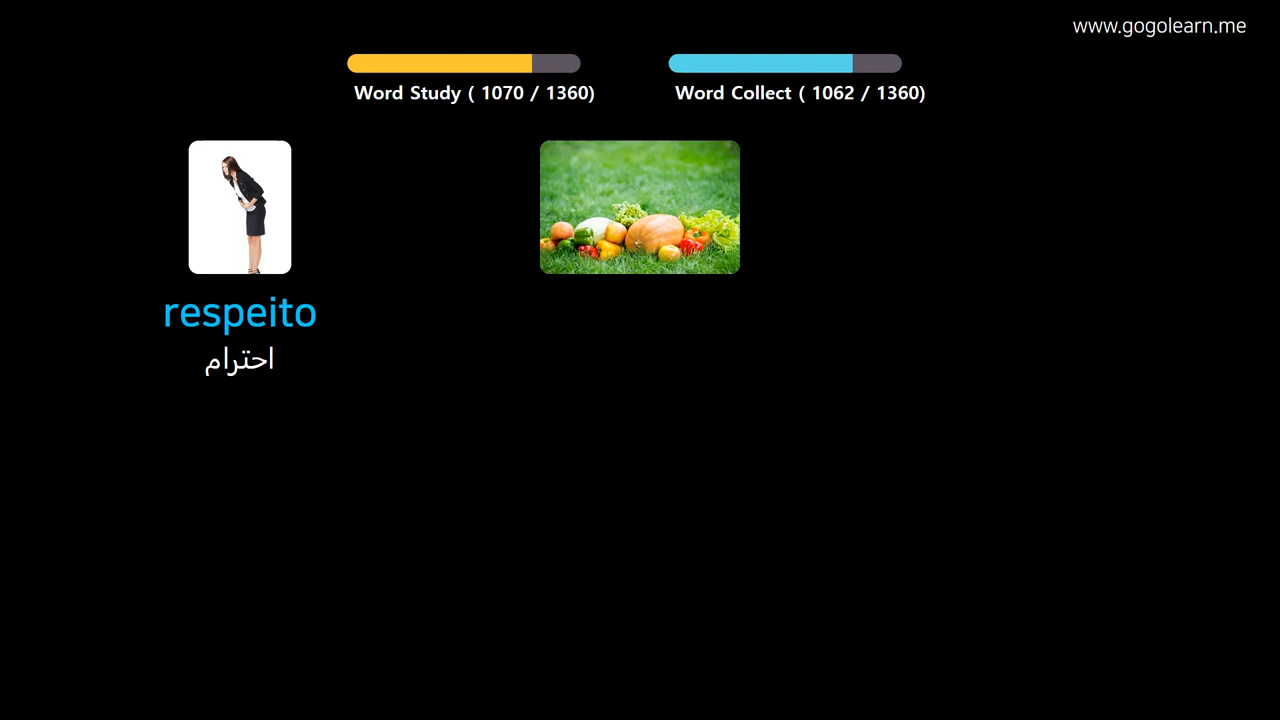 www.gogolearn.me
Word Study ( 1070 / 1360)
Word Collect ( 1062 / 1360)
respeito
احترام